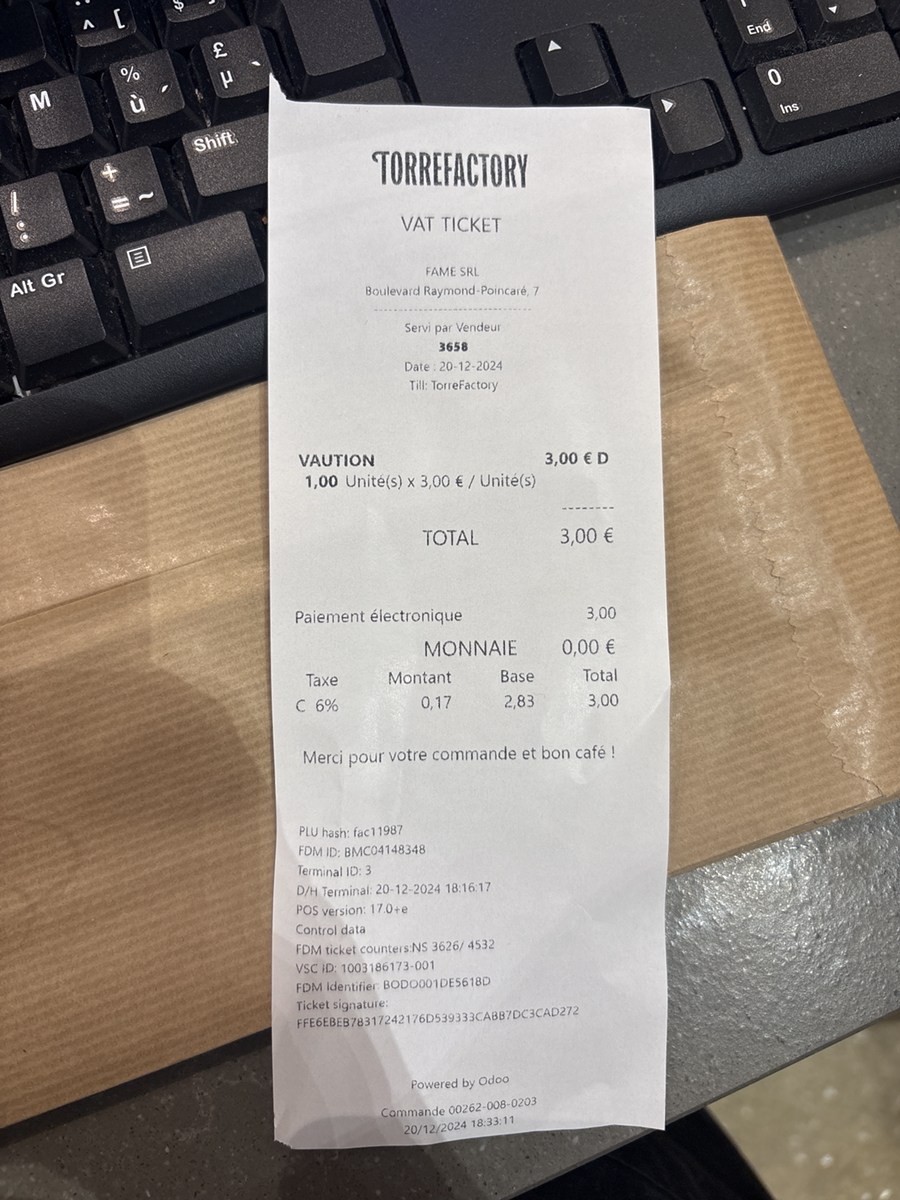 ^ [
$
%
ù ´
£
µ `
M
Shift
+
= ~
/
:
Alt Gr
End
0
Ins
TORREFACTORY
VAT TICKET
FAME SRL
Boulevard Raymond-Poincaré, 7
--------------------------------
Servi par Vendeur
3658
Date : 20-12-2024
Till: TorreFactory
VAUTION 3,00 € D
1,00 Unité(s) x 3,00 € / Unité(s)
--------
TOTAL 3,00 €
Paiement électronique 3,00
MONNAIE 0,00 €
Taxe Montant Base Total
C 6% 0,17 2,83 3,00
Merci pour votre commande et bon café !
PLU hash: fac11987
FDM ID: BMC04148348
Terminal ID: 3
D/H Terminal: 20-12-2024 18:16:17
POS version: 17.0+e
Control data
FDM ticket counters:NS 3626/ 4532
VSC ID: 1003186173-001
FDM Identifier: BODO001DE5618D
Ticket signature:
FFE6EBEB78317242176D539333CABB7DC3CAD272
Powered by Odoo
Commande 00262-008-0203
20/12/2024 18:33:11